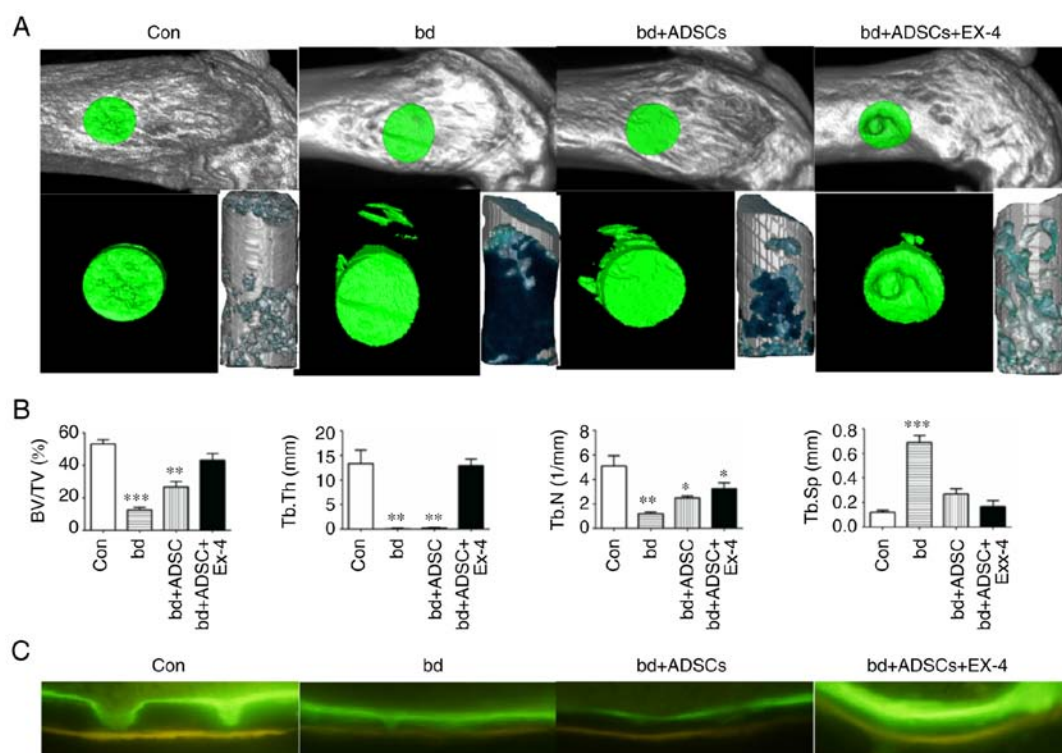 A
Con bd bd+ADSCs bd+ADSCs+EX-4
B
BV/TV (%)
60
40
20
0
***
**
Con
bd
bd+ADSC
bd+ADSC+
Ex-4
Tb.Th (mm)
20
15
10
5
0
**
**
Con
bd
bd+ADSC
bd+ADSC+
Ex-4
Tb.N (1/mm)
8
6
4
2
0
**
*
*
Con
bd
bd+ADSC
bd+ADSC+
Ex-4
Tb.Sp (mm)
0.8
0.6
0.4
0.2
0.0
***
Con
bd
bd+ADSC
bd+ADSC+
Exx-4
C
Con bd bd+ADSCs bd+ADSCs+EX-4